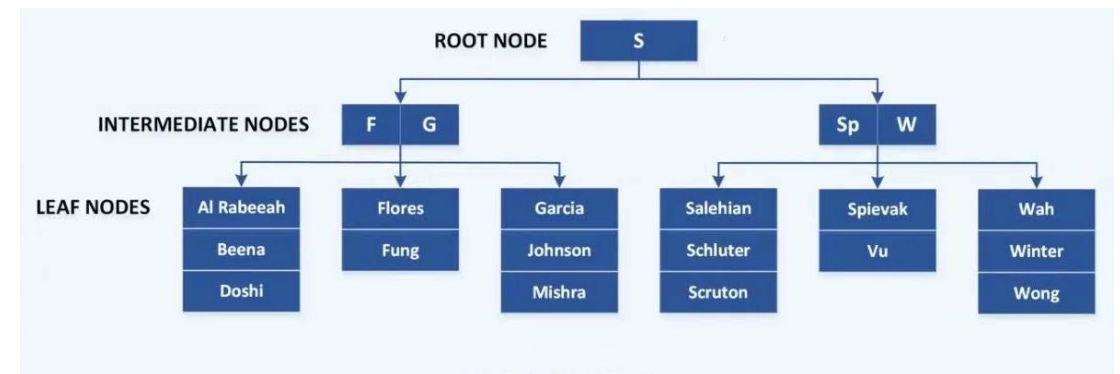 ROOT NODE S
INTERMEDIATE NODES F G Sp W
LEAF NODES Al Rabeeah Flores Garcia Salehian Spievak Wah
Beena Fung Johnson Schluter Vu Winter
Doshi Mishra Scruton Wong